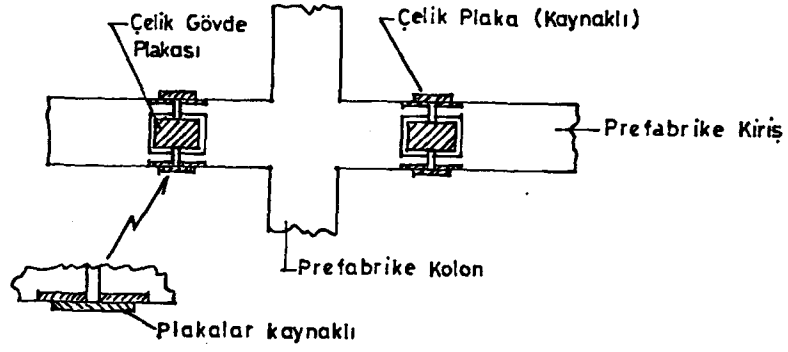 Çelik Gövde
Plakası
Çelik Plaka (Kaynaklı)
Prefabrike Kiriş
Prefabrike Kolon
Plakalar kaynaklı